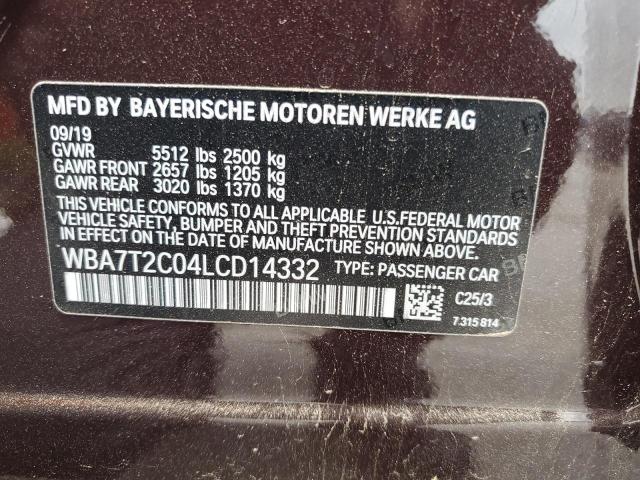 MFD BY BAYERISCHE MOTOREN WERKE AG
09/19
GVWR 5512 lbs 2500 kg
GAWR FRONT 2657 lbs 1205 kg
GAWR REAR 3020 lbs 1370 kg
THIS VEHICLE CONFORMS TO ALL APPLICABLE U.S.FEDERAL MOTOR
VEHICLE SAFETY, BUMPER AND THEFT PREVENTION STANDARDS
IN EFFECT ON THE DATE OF MANUFACTURE SHOWN ABOVE.
WBA7T2C04LCD14332 TYPE: PASSENGER CAR
C25/3
7 315 814